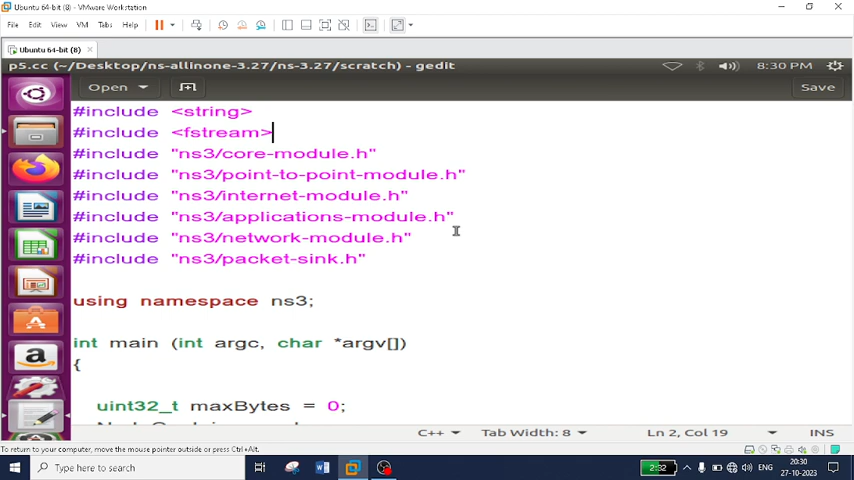 Ubuntu 64-bit (8) - VMware Workstation
File Edit View VM Tabs Help
Ubuntu 64-bit (8)
p5.cc (~/Desktop/ns-allinone-3.27/ns-3.27/scratch) - gedit 8:30 PM
Open Save
#include <string>
#include <fstream>
#include "ns3/core-module.h"
#include "ns3/point-to-point-module.h"
#include "ns3/internet-module.h"
#include "ns3/applications-module.h"
#include "ns3/network-module.h"
#include "ns3/packet-sink.h"
using namespace ns3;
int main (int argc, char *argv[])
{
uint32_t maxBytes = 0;
C++ Tab Width: 8 Ln 2, Col 19 INS
To return to your computer, move the mouse pointer outside or press Ctrl+Alt.
Type here to search 2:32 ENG 20:30
27-10-2023